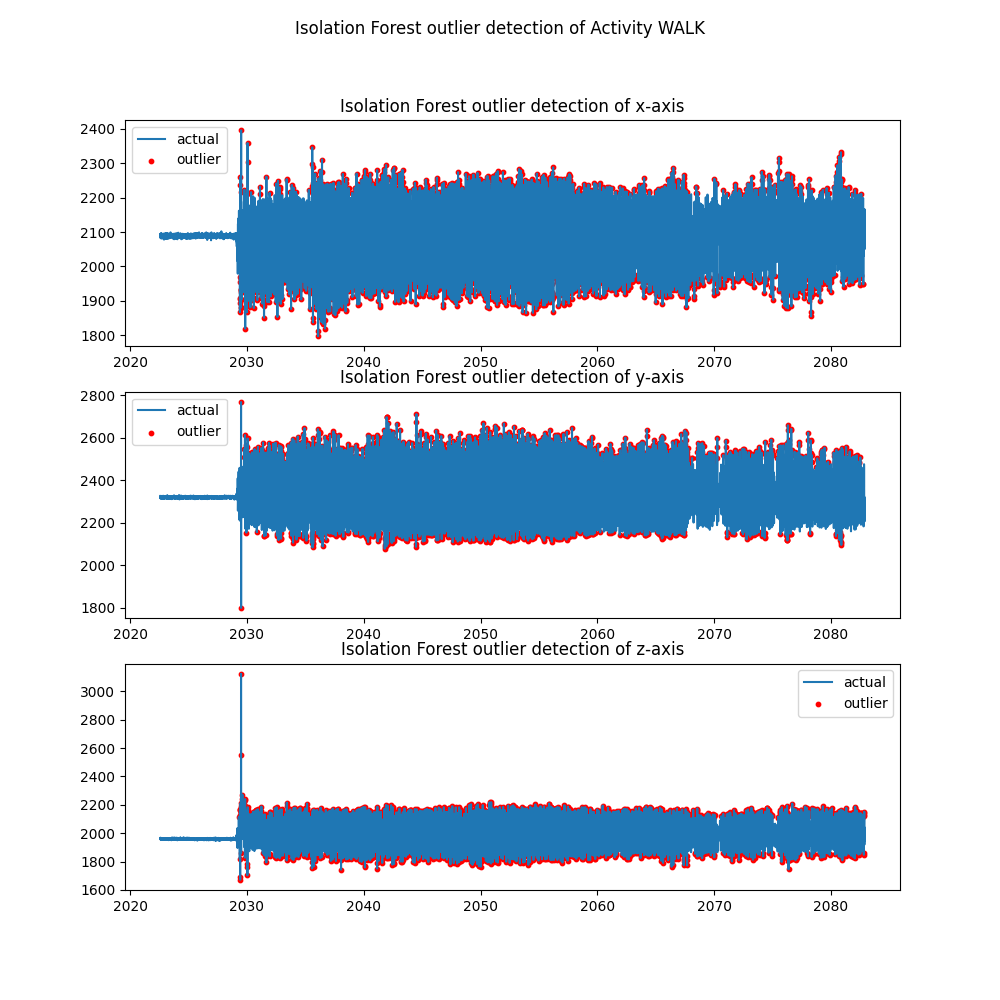 Isolation Forest outlier detection of Activity WALK
Isolation Forest outlier detection of x-axis
actual
outlier
2400
2300
2200
2100
2000
1900
1800
2020 2030 2040 2050 2060 2070 2080
Isolation Forest outlier detection of y-axis
actual
outlier
2800
2600
2400
2200
2000
1800
2020 2030 2040 2050 2060 2070 2080
Isolation Forest outlier detection of z-axis
actual
outlier
3000
2800
2600
2400
2200
2000
1800
1600
2020 2030 2040 2050 2060 2070 2080